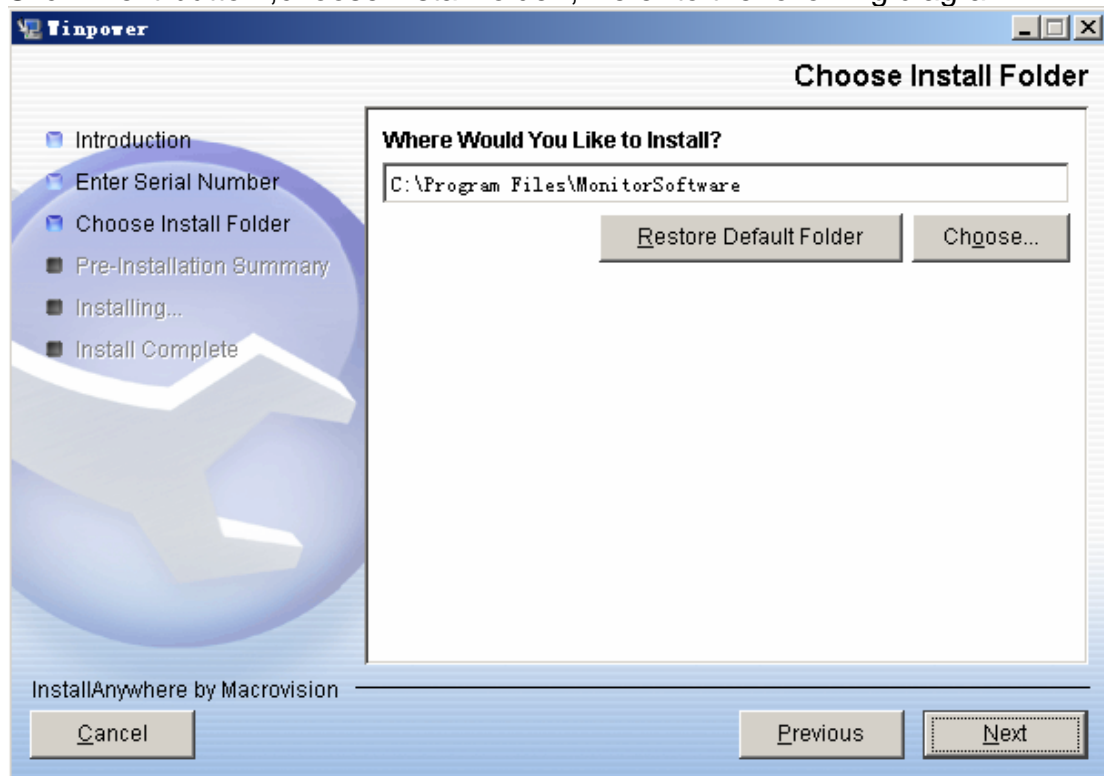 Winpower
Choose Install Folder
Introduction
Enter Serial Number
Choose Install Folder
Pre-Installation Summary
Installing...
Install Complete
Where Would You Like to Install?
C:\Program Files\MonitorSoftware
Restore Default Folder
Choose...
InstallAnywhere by Macrovision
Cancel
Previous
Next